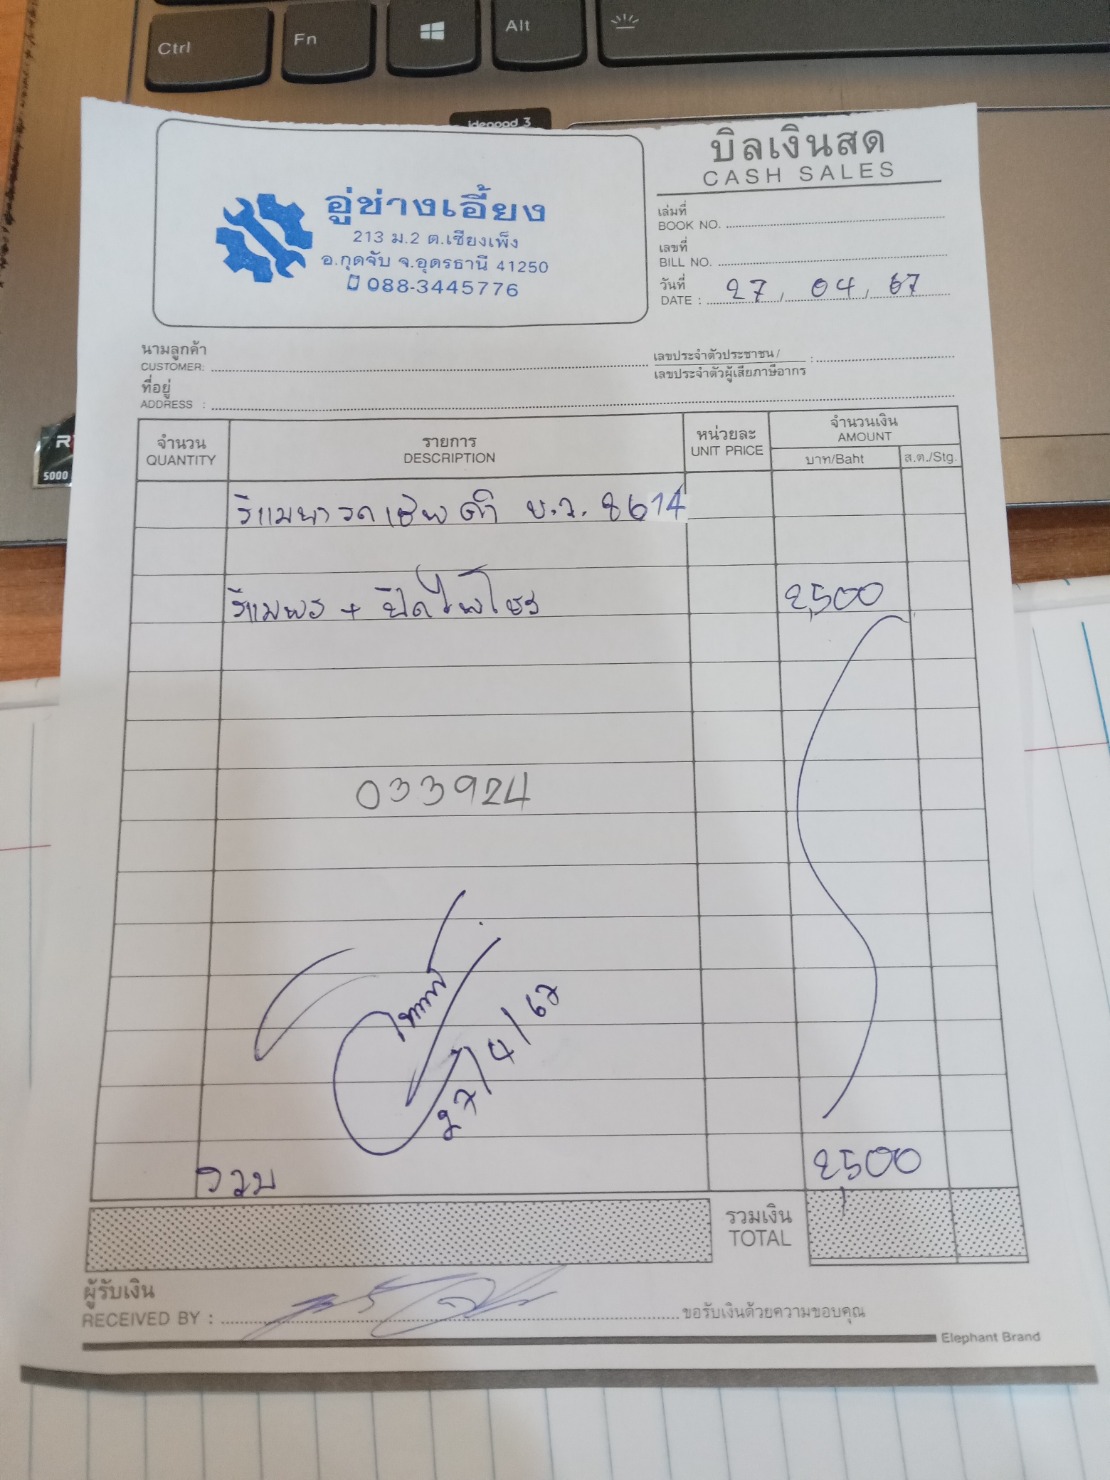 Ctrl
Fn
Alt
ideapad 3
บิลเงินสด
CASH SALES
อู่ช่างเอี้ยง
213 ม.2 ต.เชียงเพ็ง
อ.กุดจับ จ.อุดรธานี 41250
088-3445776
เล่มที่
BOOK NO.
เลขที่
BILL NO.
วันที่
DATE : 27, 04, 67
นามลูกค้า
CUSTOMER:
เลขประจำตัวประชาชน /
เลขประจำตัวผู้เสียภาษีอากร :
ที่อยู่
ADDRESS :
R
5000
จำนวน
QUANTITY
รายการ
DESCRIPTION
หน่วยละ
UNIT PRICE
จำนวนเงิน
AMOUNT
บาท/Baht
ส.ต./Stg.
8614
2,500
033924
27/4/67
รวม 2,500
รวมเงิน
TOTAL
ผู้รับเงิน
RECEIVED BY :
ขอรับเงินด้วยความขอบคุณ
Elephant Brand